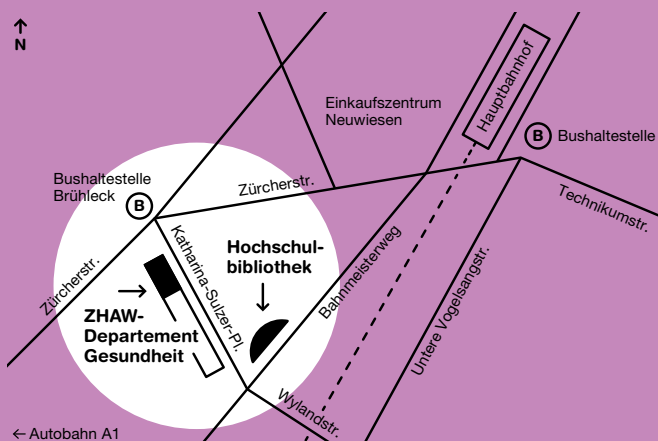 N
Hauptbahnhof
Einkaufszentrum
Neuwiesen
B
Bushaltestelle
Bushaltestelle
Brühleck
B
Zürcherstr.
Technikumstr.
Zürcherstr.
Katharina-Sulzer-Pl.
Hochschul-
bibliothek
Bahnmeisterweg
Untere Vogelsangstr.
ZHAW-
Departement
Gesundheit
Wylandstr.
← Autobahn A1